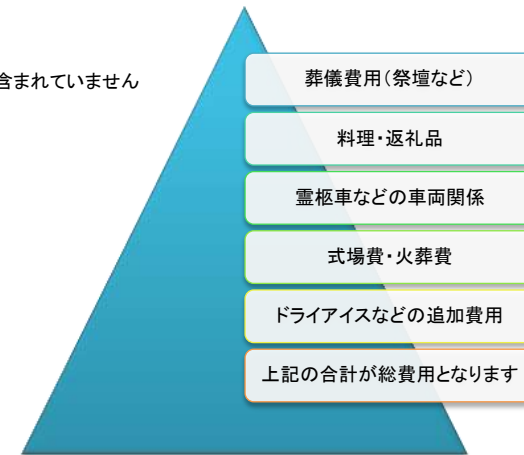 含まれていません
葬儀費用(祭壇など)
料理・返礼品
霊柩車などの車両関係
式場費・火葬費
ドライアイスなどの追加費用
上記の合計が総費用となります